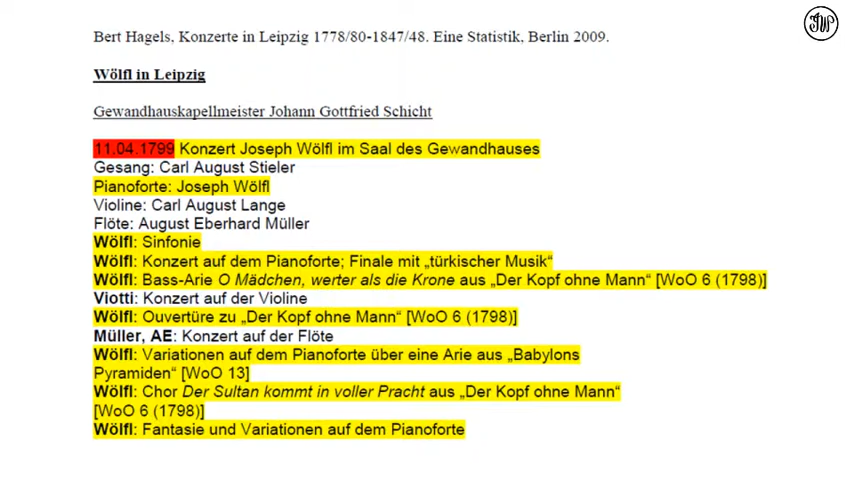 JW
Bert Hagels, Konzerte in Leipzig 1778/80-1847/48. Eine Statistik, Berlin 2009.
Wölfl in Leipzig
Gewandhauskapellmeister Johann Gottfried Schicht
11.04.1799 Konzert Joseph Wölfl im Saal des Gewandhauses
Gesang: Carl August Stieler
Pianoforte: Joseph Wölfl
Violine: Carl August Lange
Flöte: August Eberhard Müller
Wölfl: Sinfonie
Wölfl: Konzert auf dem Pianoforte; Finale mit „türkischer Musik“
Wölfl: Bass-Arie O Mädchen, werter als die Krone aus „Der Kopf ohne Mann“ [WoO 6 (1798)]
Viotti: Konzert auf der Violine
Wölfl: Ouvertüre zu „Der Kopf ohne Mann“ [WoO 6 (1798)]
Müller, AE: Konzert auf der Flöte
Wölfl: Variationen auf dem Pianoforte über eine Arie aus „Babylons
Pyramiden“ [WoO 13]
Wölfl: Chor Der Sultan kommt in voller Pracht aus „Der Kopf ohne Mann“
[WoO 6 (1798)]
Wölfl: Fantasie und Variationen auf dem Pianoforte